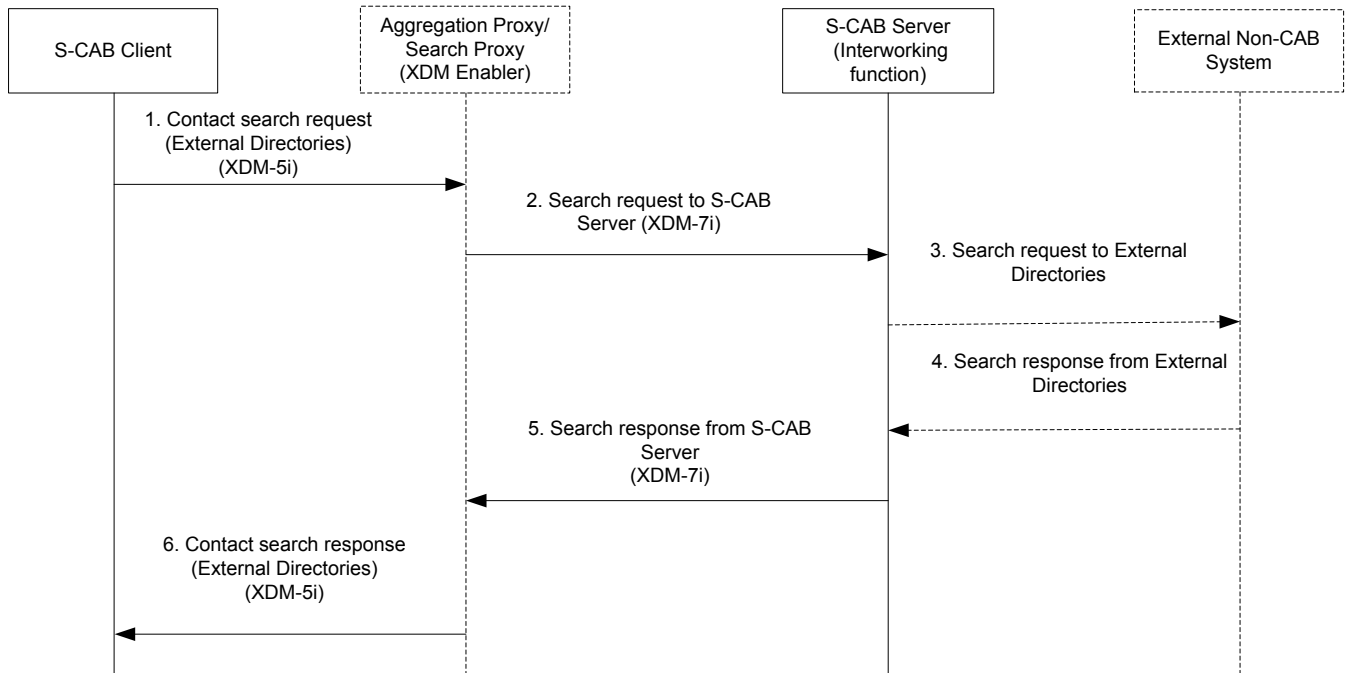 S-CAB Client
Aggregation Proxy/
Search Proxy
(XDM Enabler)
S-CAB Server
(Interworking
function)
External Non-CAB
System
1. Contact search request
(External Directories)
(XDM-5i)
2. Search request to S-CAB
Server (XDM-7i)
3. Search request to External
Directories
4. Search response from External
Directories
5. Search response from S-CAB
Server
(XDM-7i)
6. Contact search response
(External Directories)
(XDM-5i)